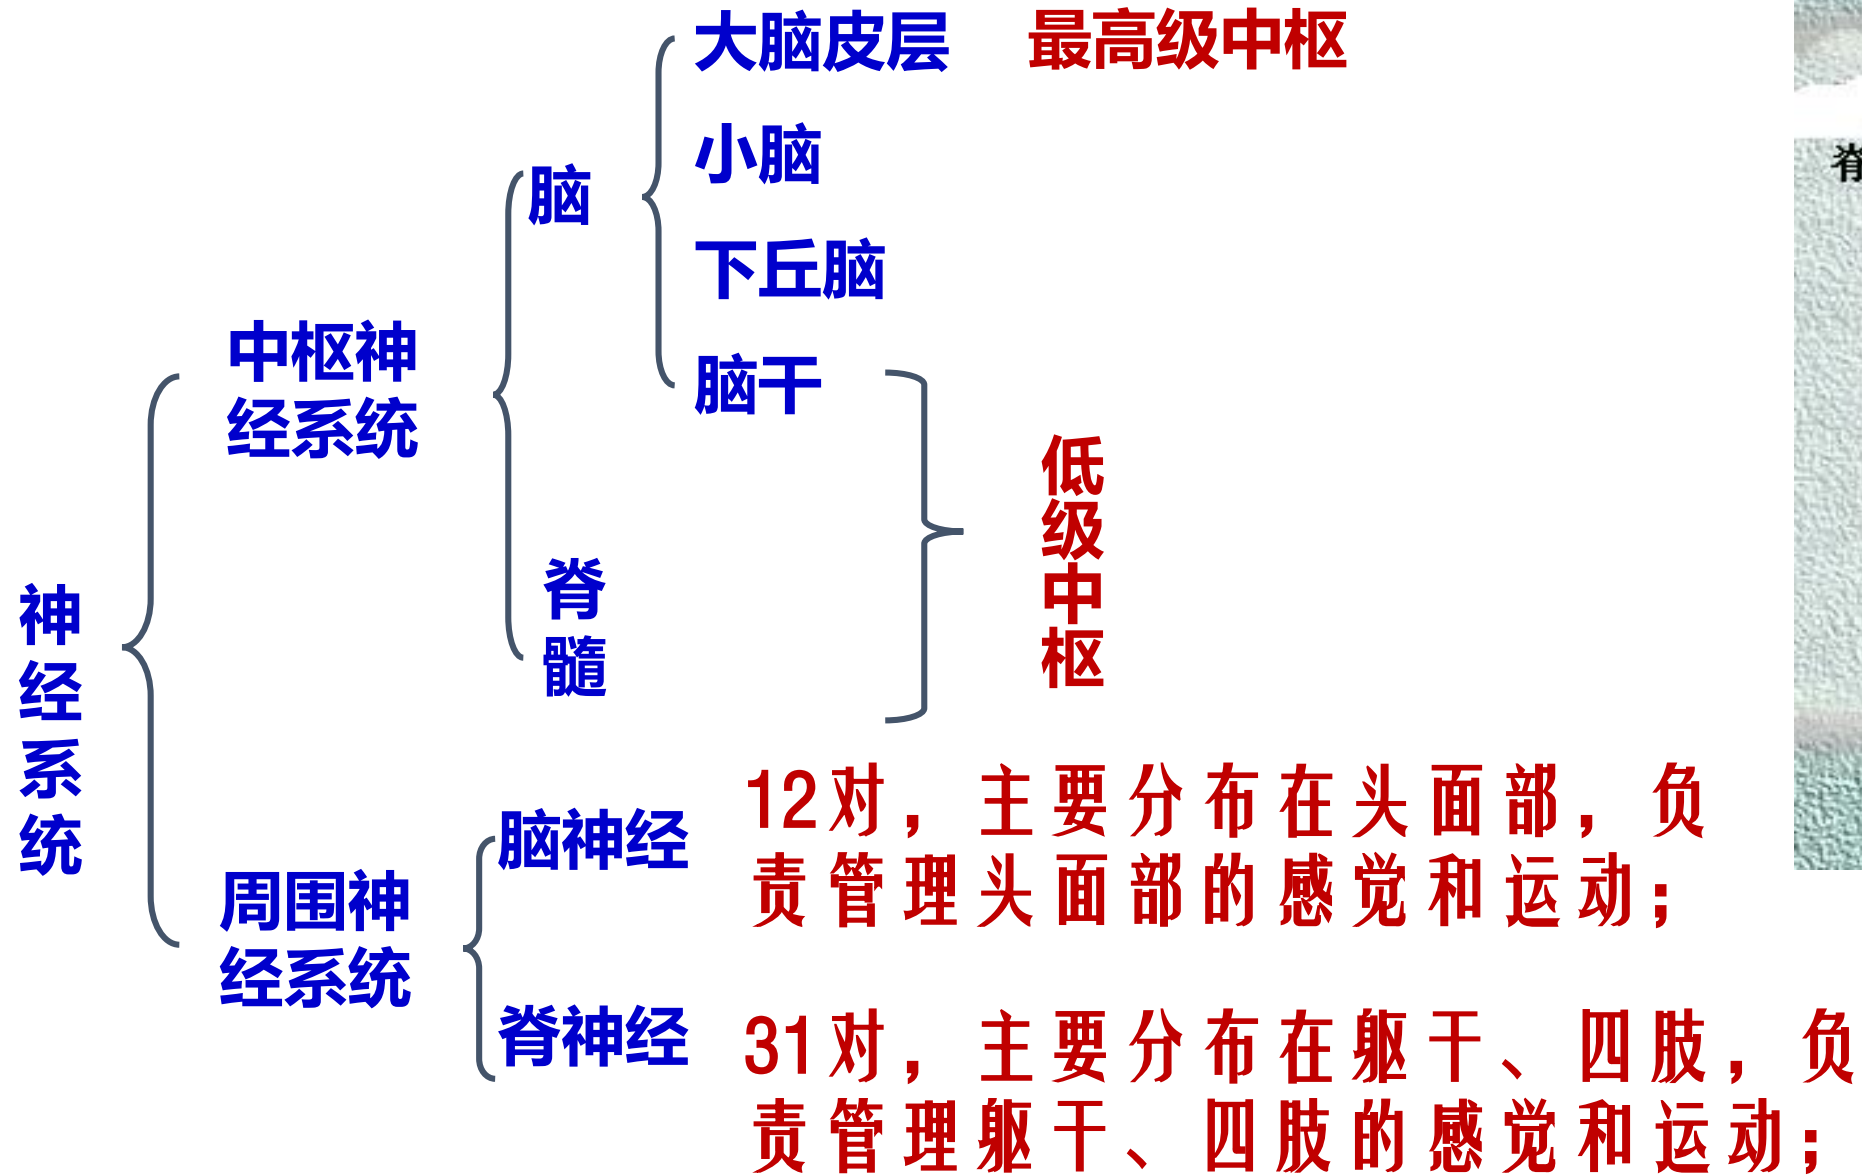 大脑皮层 最高级中枢
小脑
脑
下丘脑
中枢神
经系统
脑干
低
级
中
枢
脊
髓
神
经
系
统
脑神经
12对，主要分布在头面部，负
责管理头面部的感觉和运动；
周围神
经系统
脊神经
31对，主要分布在躯干、四肢，负
责管理躯干、四肢的感觉和运动；